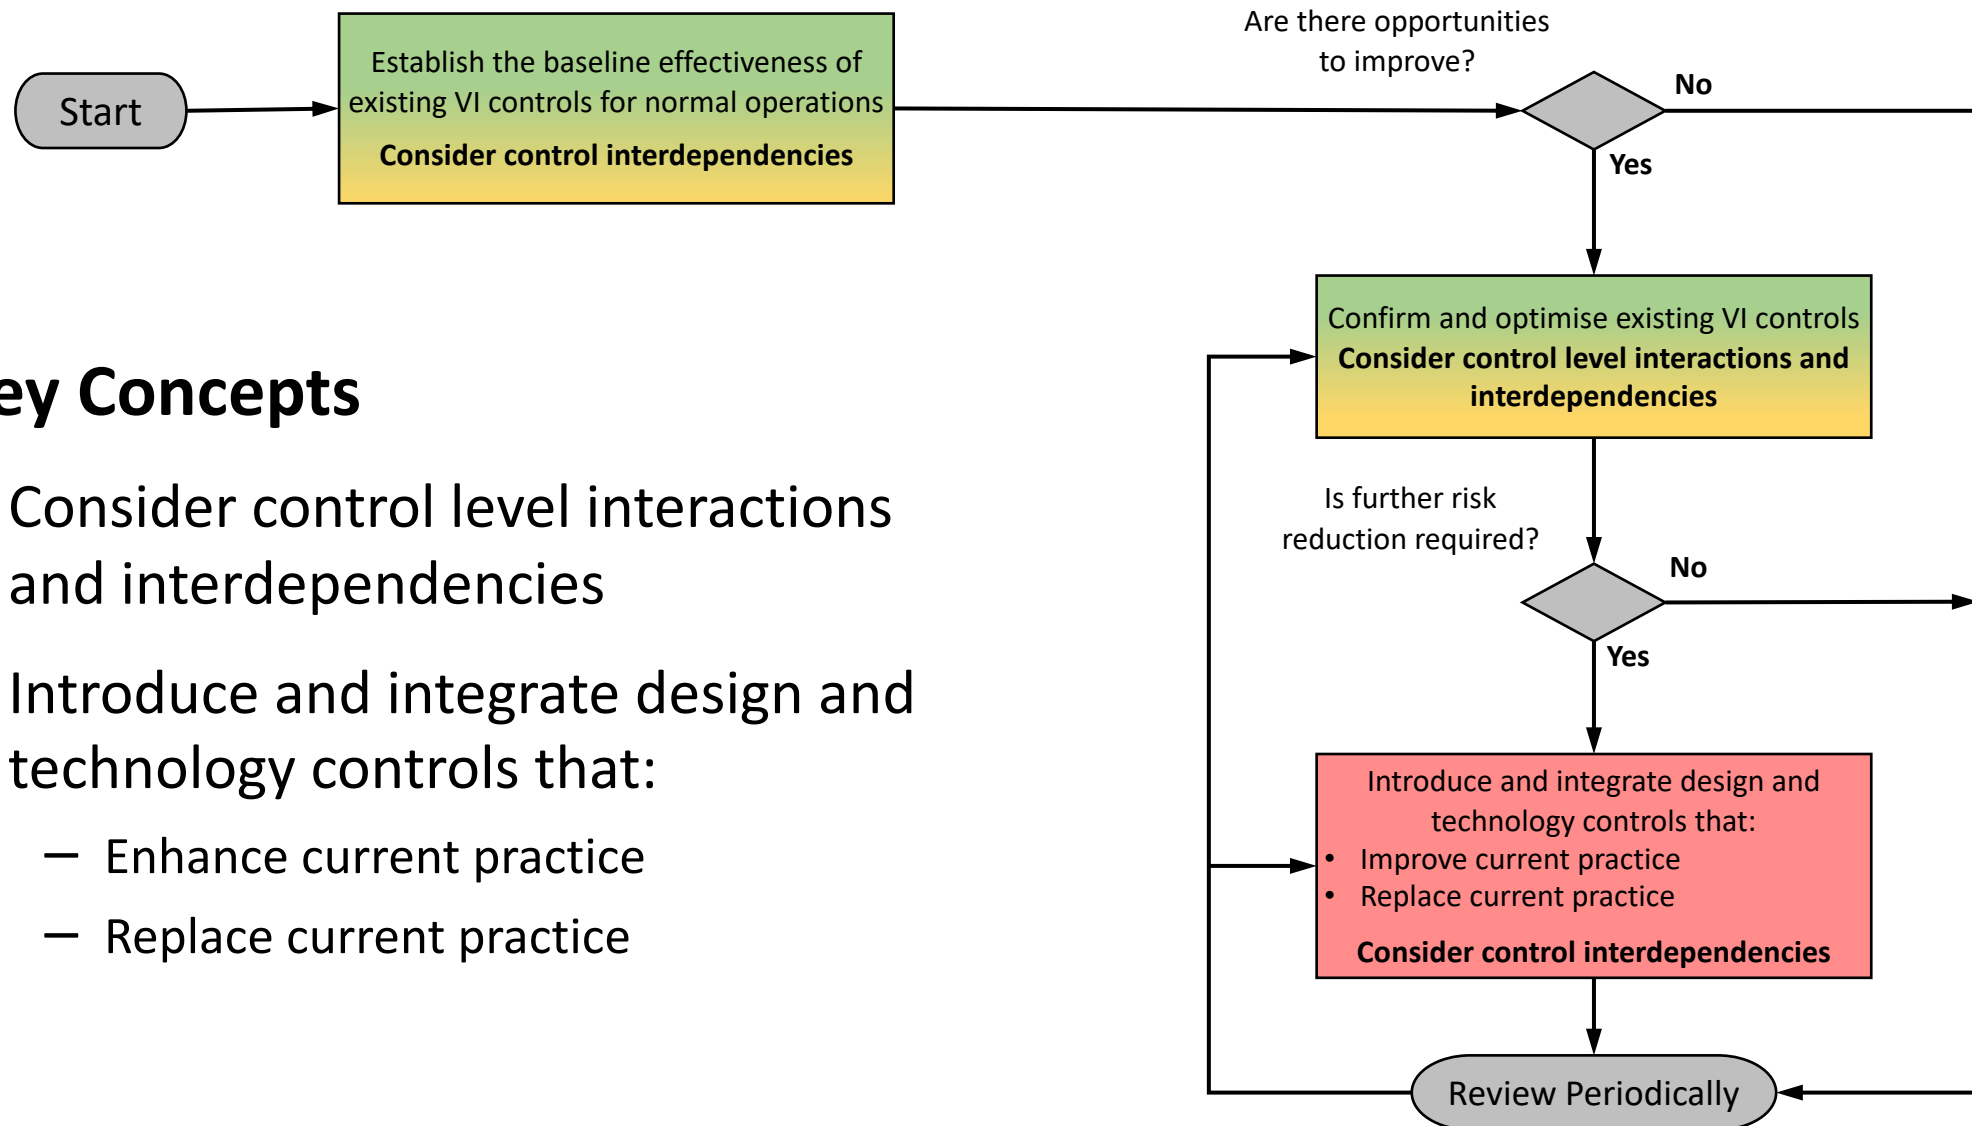 Start
Establish the baseline effectiveness of
existing VI controls for normal operations
Consider control interdependencies
Are there opportunities
to improve?
No
Yes
Confirm and optimise existing VI controls
Consider control level interactions and
interdependencies
Is further risk
reduction required?
No
Yes
Introduce and integrate design and
technology controls that:
• Improve current practice
• Replace current practice
Consider control interdependencies
Review Periodically
ey Concepts
Consider control level interactions
and interdependencies
Introduce and integrate design and
technology controls that:
– Enhance current practice
– Replace current practice